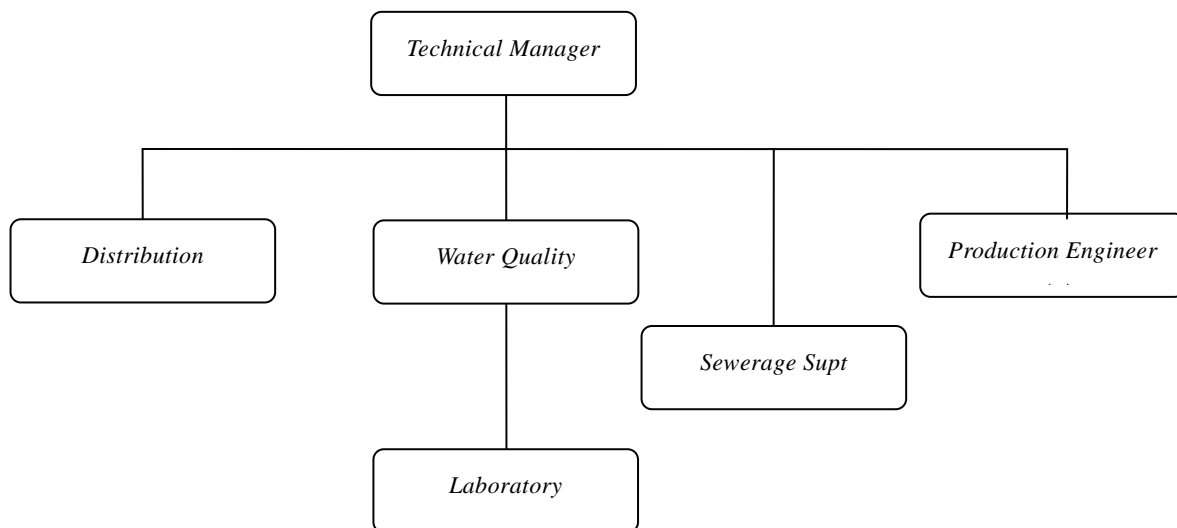 Technical Manager
Distribution
Water Quality
Production Engineer
Sewerage Supt
Laboratory